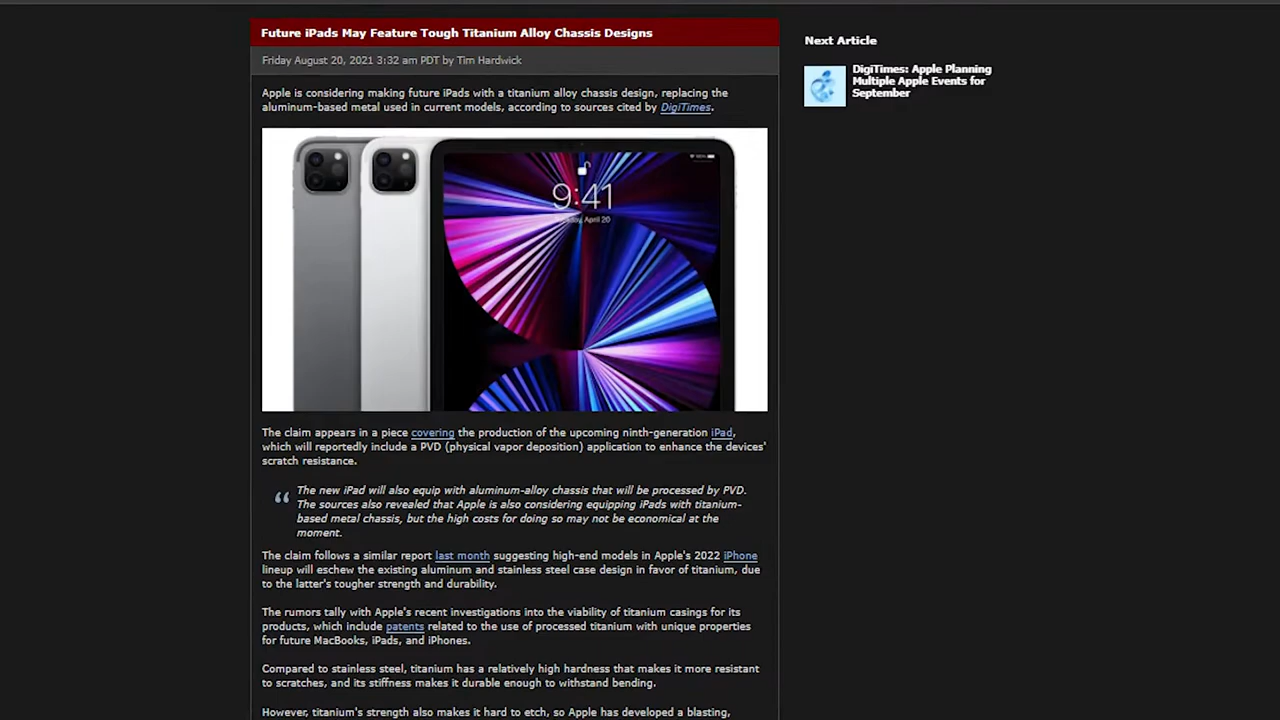 Future iPads May Feature Tough Titanium Alloy Chassis Designs
Friday August 20, 2021 3:32 am PDT by Tim Hardwick
Apple is considering making future iPads with a titanium alloy chassis design, replacing the
aluminum-based metal used in current models, according to sources cited by DigiTimes.
9:41
April 20
The claim appears in a piece covering the production of the upcoming ninth-generation iPad,
which will reportedly include a PVD (physical vapor deposition) application to enhance the devices'
scratch resistance.
“ The new iPad will also equip with aluminum-alloy chassis that will be processed by PVD.
The sources also revealed that Apple is also considering equipping iPads with titanium-
based metal chassis, but the high costs for doing so may not be economical at the
moment.
The claim follows a similar report last month suggesting high-end models in Apple's 2022 iPhone
lineup will eschew the existing aluminum and stainless steel case design in favor of titanium, due
to the latter's tougher strength and durability.
The rumors tally with Apple's recent investigations into the viability of titanium casings for its
products, which include patents related to the use of processed titanium with unique properties
for future MacBooks, iPads, and iPhones.
Compared to stainless steel, titanium has a relatively high hardness that makes it more resistant
to scratches, and its stiffness makes it durable enough to withstand bending.
However, titanium's strength also makes it hard to etch, so Apple has developed a blasting,
Next Article
DigiTimes: Apple Planning
Multiple Apple Events for
September